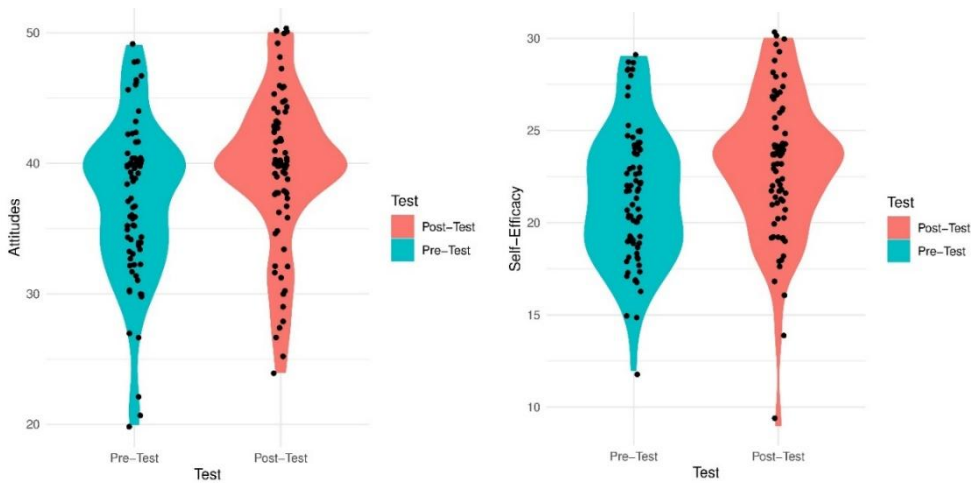 50
40
30
20
Attitudes
Pre-Test
Post-Test
Test
Test
Post-Test
Pre-Test
30
25
20
15
10
Self-Efficacy
Pre-Test
Post-Test
Test
Test
Post-Test
Pre-Test